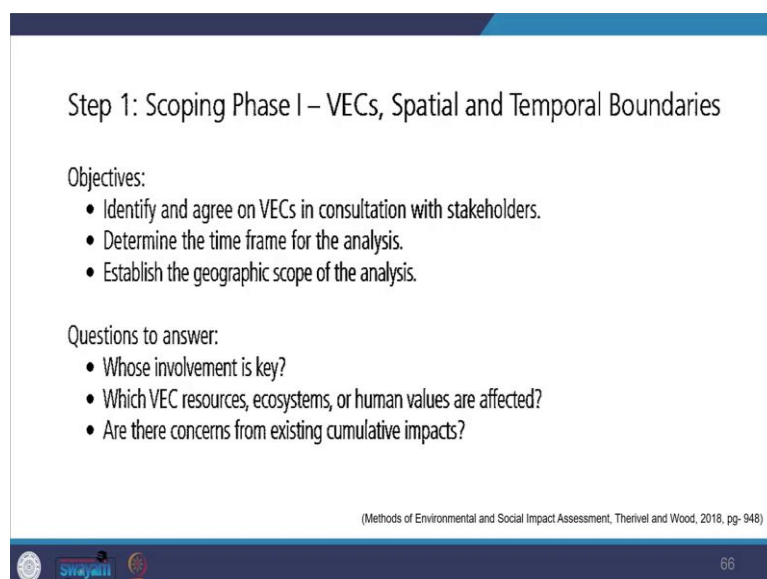 Step 1: Scoping Phase I – VECs, Spatial and Temporal Boundaries
Objectives:
• Identify and agree on VECs in consultation with stakeholders.
• Determine the time frame for the analysis.
• Establish the geographic scope of the analysis.
Questions to answer:
• Whose involvement is key?
• Which VEC resources, ecosystems, or human values are affected?
• Are there concerns from existing cumulative impacts?
(Methods of Environmental and Social Impact Assessment, Therivel and Wood, 2018, pg- 948)
swayam
66